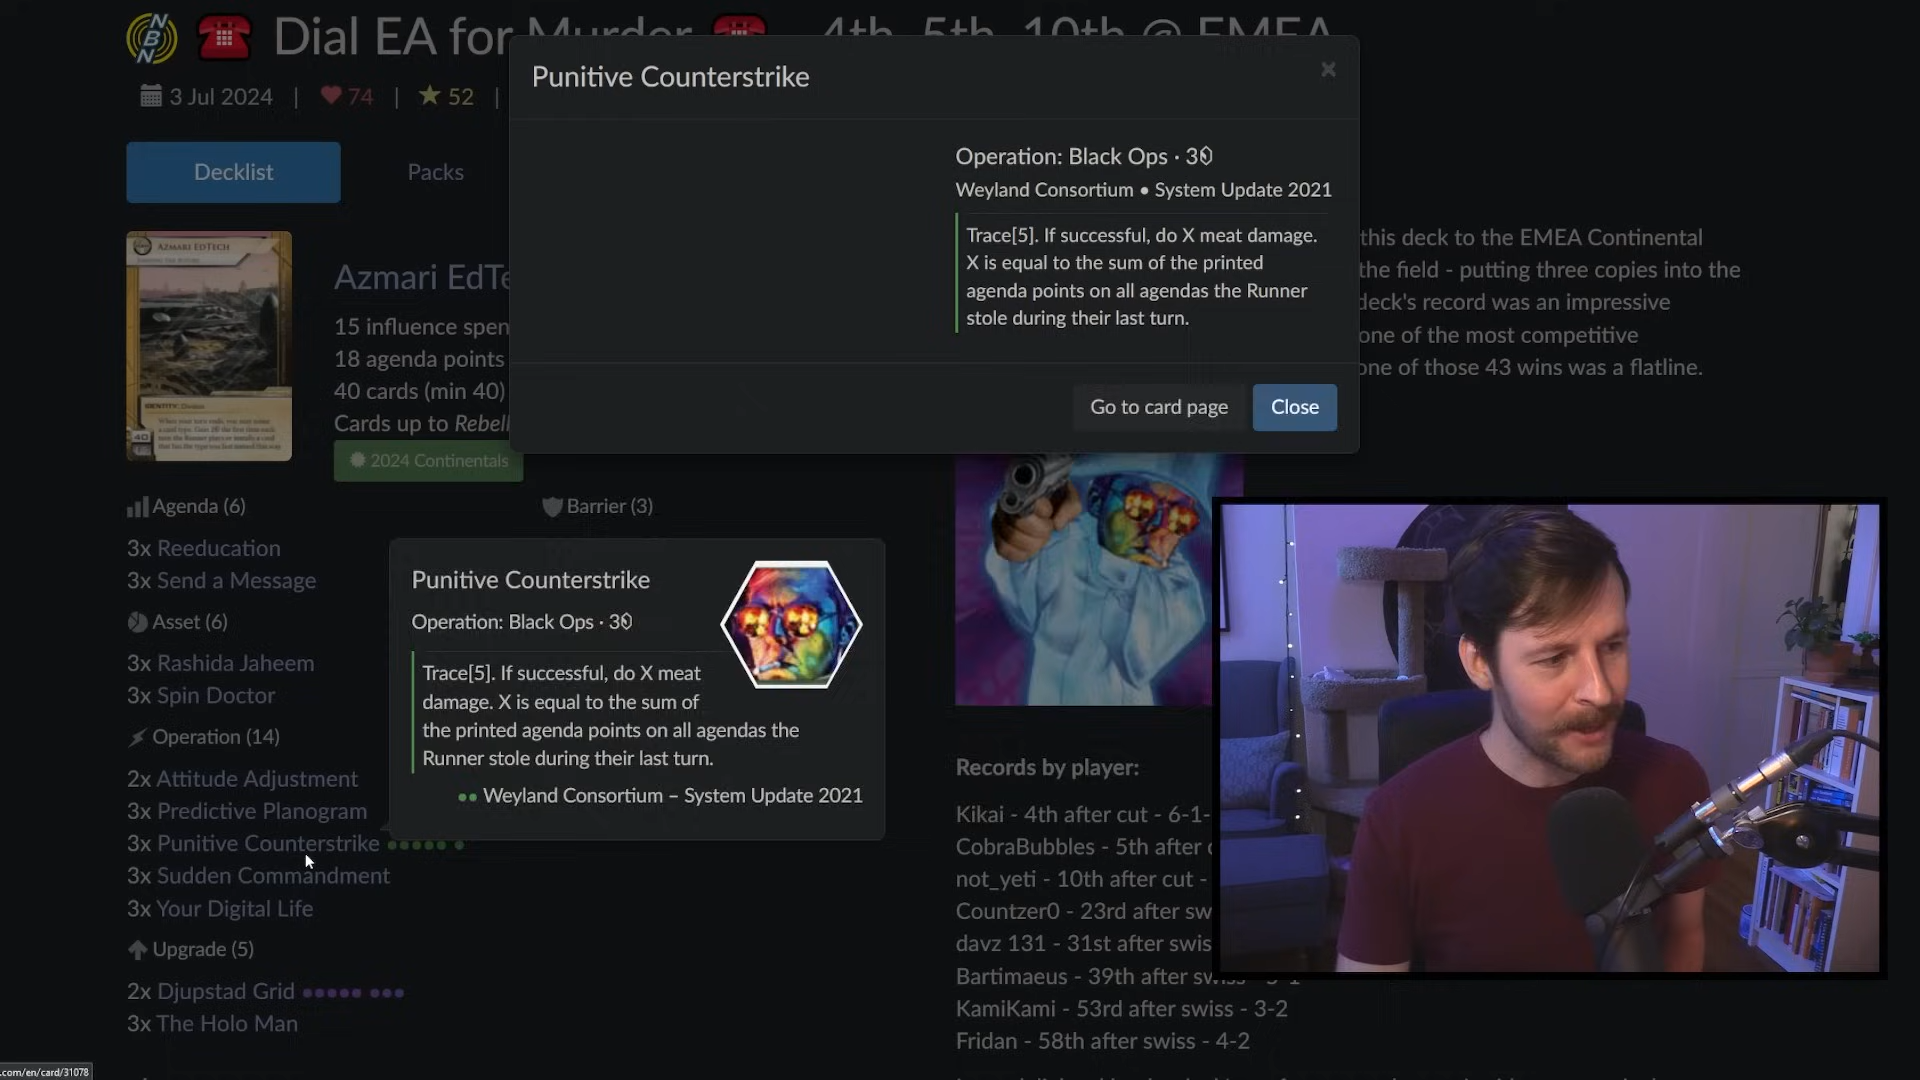 NBN ☎ Dial EA for Murder ☎ 4th, 5th, 10th @ EMEA
3 Jul 2024 | 74 | 52 |
Decklist
Packs
Punitive Counterstrike
×
Operation: Black Ops · 3
Weyland Consortium • System Update 2021
Trace[5]. If successful, do X meat damage.
X is equal to the sum of the printed
agenda points on all agendas the Runner
stole during their last turn.
Go to card page
Close
AZMARI EDTECH
Azmari EdTe
15 influence spen
18 agenda points
40 cards (min 40)
Cards up to Rebell
2024 Continentals
this deck to the EMEA Continental
the field - putting three copies into the
deck's record was an impressive
one of the most competitive
one of those 43 wins was a flatline.
Agenda (6)
3x Reeducation
3x Send a Message
Asset (6)
3x Rashida Jaheem
3x Spin Doctor
Operation (14)
2x Attitude Adjustment
3x Predictive Planogram
3x Punitive Counterstrike
3x Sudden Commandment
3x Your Digital Life
Upgrade (5)
2x Djupstad Grid
3x The Holo Man
Barrier (3)
Punitive Counterstrike
Operation: Black Ops · 3
Trace[5]. If successful, do X meat
damage. X is equal to the sum of
the printed agenda points on all agendas the
Runner stole during their last turn.
Weyland Consortium – System Update 2021
Records by player:
Kikai - 4th after cut - 6-1-
CobraBubbles - 5th after
not_yeti - 10th after cut -
Countzer0 - 23rd after sw
davz 131 - 31st after swis
Bartimaeus - 39th after
KamiKami - 53rd after swiss - 3-2
Fridan - 58th after swiss - 4-2
.com/en/card/31078